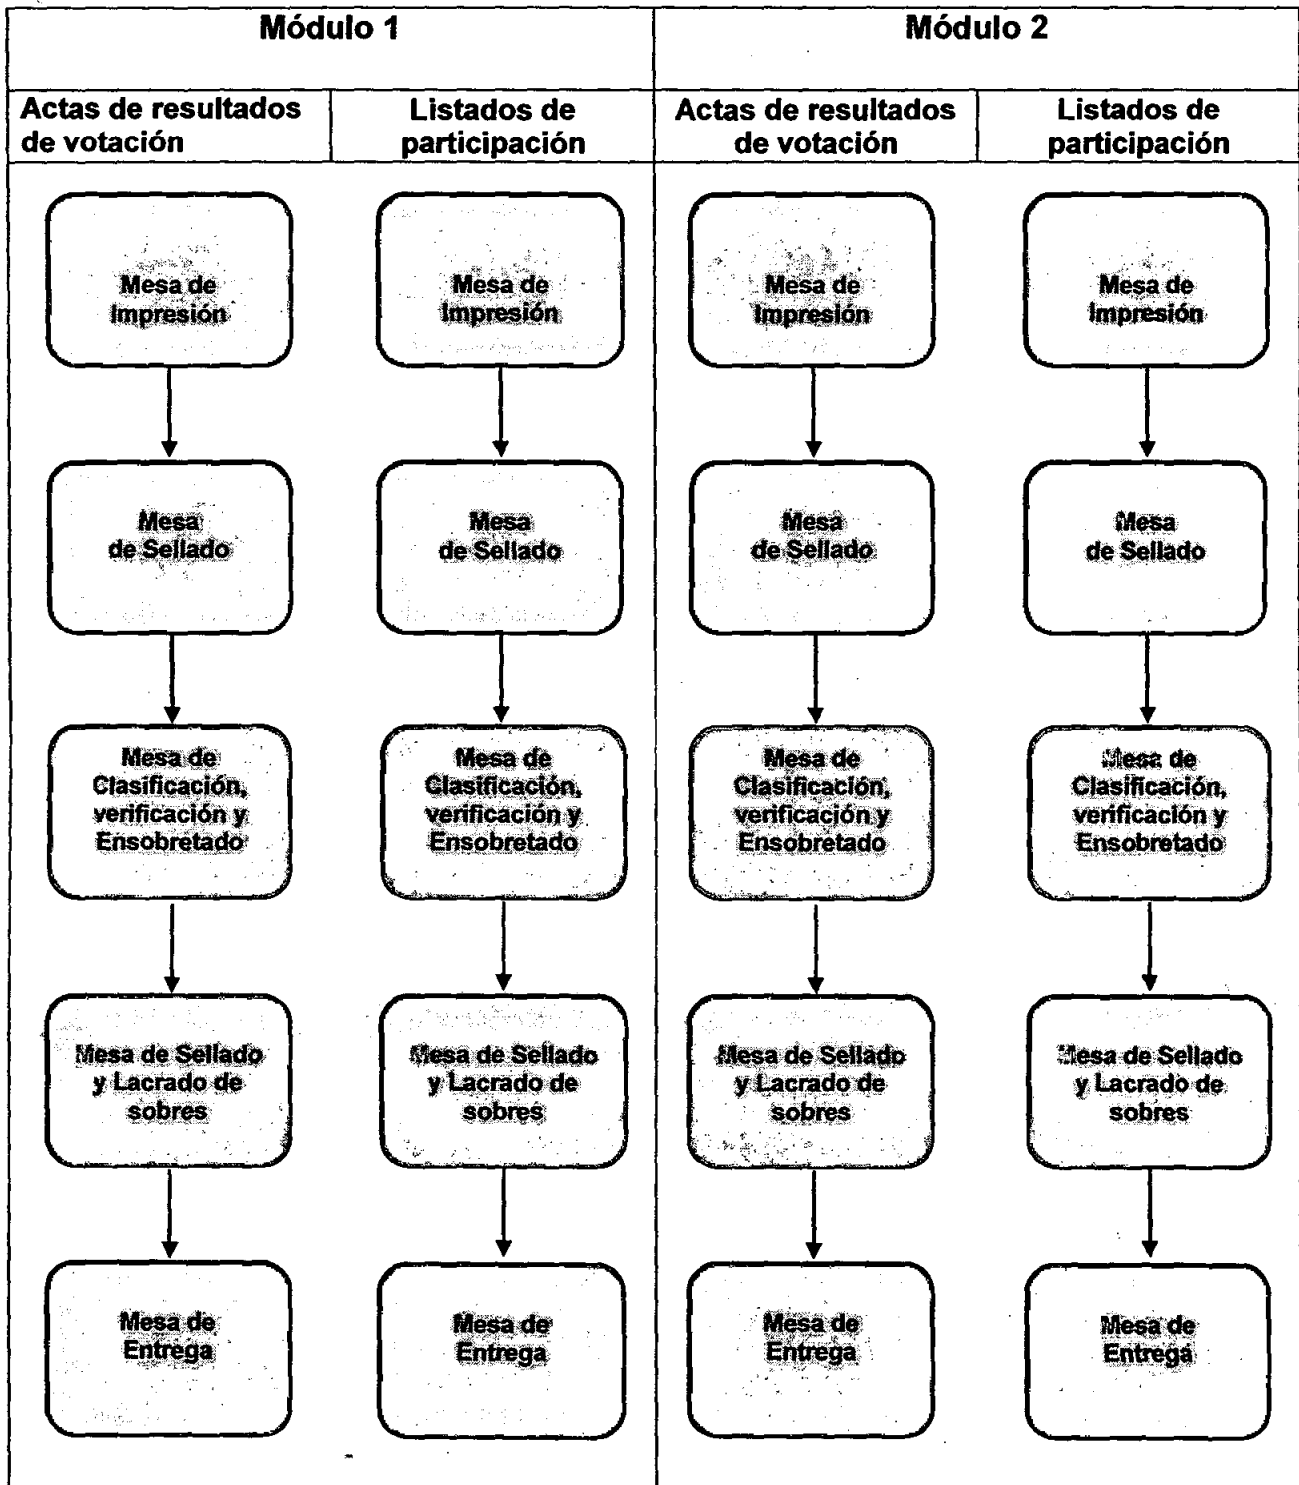 Módulo 1
Módulo 2
Actas de resultados
de votación
Listados de
participación
Actas de resultados
de votación
Listados de
participación
Mesa de
Impresión
Mesa de
Impresión
Mesa de
Impresión
Mesa de
Impresión
Mesa
de Sellado
Mesa
de Sellado
Mesa
de Sellado
Mesa
de Sellado
Mesa de
Clasificación,
verificación y
Ensobretado
Mesa de
Clasificación,
verificación y
Ensobretado
Mesa de
Clasificación,
verificación y
Ensobretado
Mesa de
Clasificación,
verificación y
Ensobretado
Mesa de Sellado
y Lacrado de
sobres
Mesa de Sellado
y Lacrado de
sobres
Mesa de Sellado
y Lacrado de
sobres
Mesa de Sellado
y Lacrado de
sobres
Mesa de
Entrega
Mesa de
Entrega
Mesa de
Entrega
Mesa de
Entrega